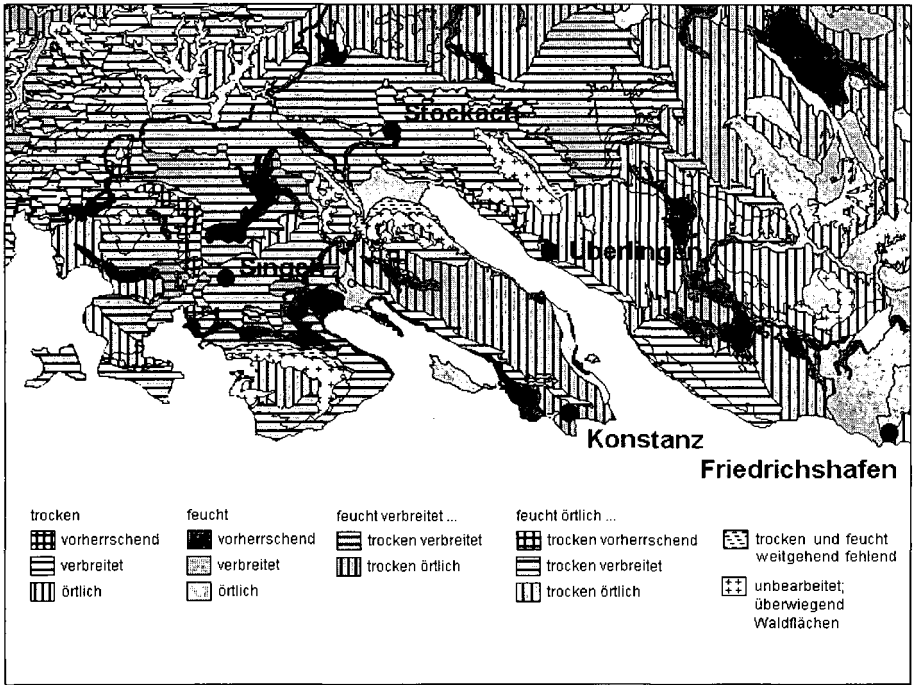 Stockach
Überlingen
Singen
Konstanz
Friedrichshafen
trocken
vorherrschend
verbreitet
örtlich
feucht
vorherrschend
verbreitet
örtlich
feucht verbreitet ...
trocken verbreitet
trocken örtlich
feucht örtlich ...
trocken vorherrschend
trocken verbreitet
trocken örtlich
trocken und feucht
weitgehend fehlend
unbearbeitet;
überwiegend
Waldflächen